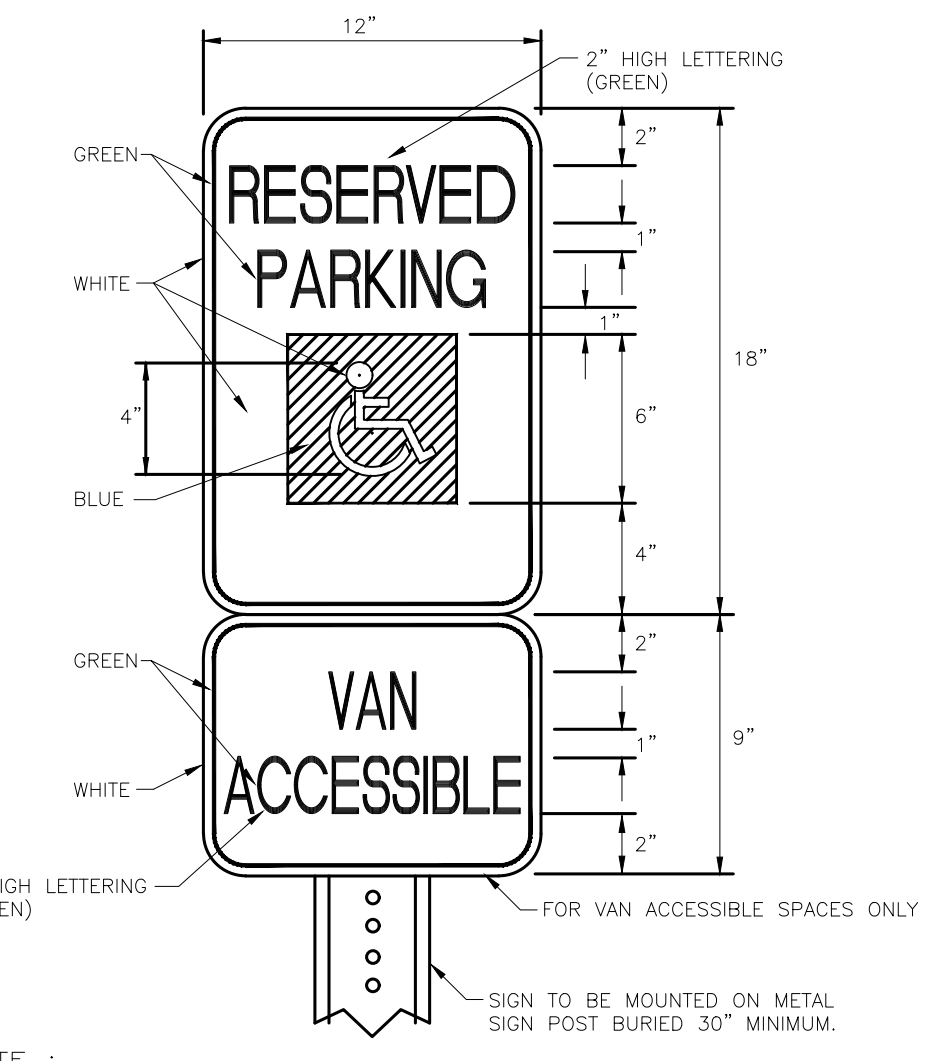 12”
2” HIGH LETTERING
(GREEN)
2”
GREEN
RESERVED
1”
PARKING
WHITE
1”
18”
4”
6”
BLUE
4”
2”
GREEN
VAN
9”
1”
WHITE
ACCESSIBLE
2”
LETTERING
FOR VAN ACCESSIBLE SPACES ONLY
SIGN TO BE MOUNTED ON METAL
SIGN POST BURIED 30” MINIMUM.